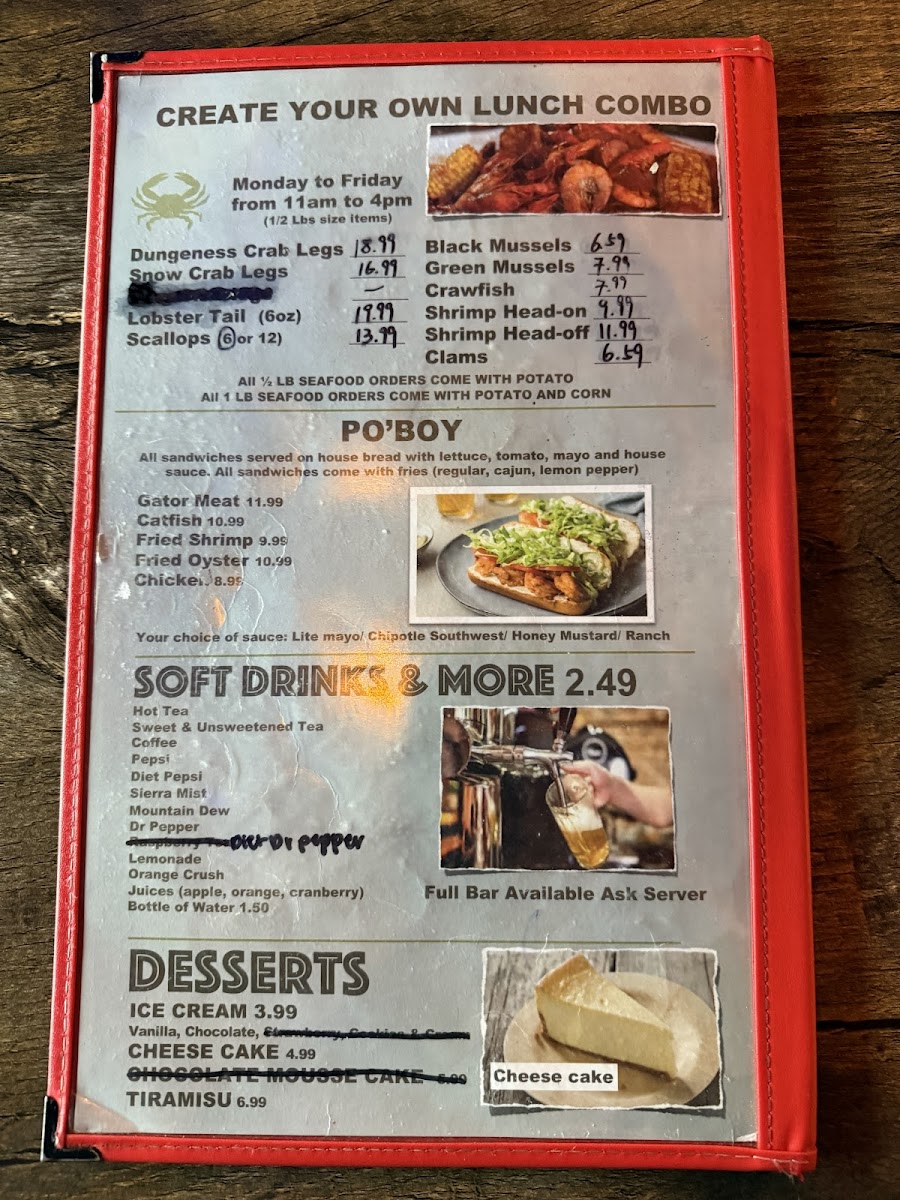 CREATE YOUR OWN LUNCH COMBO
Monday to Friday
from 11am to 4pm
(1/2 Lbs size items)
Dungeness Crab Legs 18.99
Snow Crab Legs 16.99
–
Lobster Tail (6oz) 19.99
Scallops (6 or 12) 13.99
Black Mussels 6.59
Green Mussels 7.99
Crawfish 7.99
Shrimp Head-on 9.99
Shrimp Head-off 11.99
Clams 6.59
All ½ LB SEAFOOD ORDERS COME WITH POTATO
All 1 LB SEAFOOD ORDERS COME WITH POTATO AND CORN
PO'BOY
All sandwiches served on house bread with lettuce, tomato, mayo and house
sauce. All sandwiches come with fries (regular, cajun, lemon pepper)
Gator Meat 11.99
Catfish 10.99
Fried Shrimp 9.99
Fried Oyster 10.99
Chicken 8.99
Your choice of sauce: Lite mayo/ Chipotle Southwest/ Honey Mustard/ Ranch
SOFT DRINKS & MORE 2.49
Hot Tea
Sweet & Unsweetened Tea
Coffee
Pepsi
Diet Pepsi
Sierra Mist
Mountain Dew
Dr Pepper
Raspberry Tea Diet Dr pepper
Lemonade
Orange Crush
Juices (apple, orange, cranberry)
Bottle of Water 1.50
Full Bar Available Ask Server
DESSERTS
ICE CREAM 3.99
Vanilla, Chocolate, Strawberry, Cookies & Cream
CHEESE CAKE 4.99
CHOCOLATE MOUSSE CAKE 5.99
TIRAMISU 6.99
Cheese cake